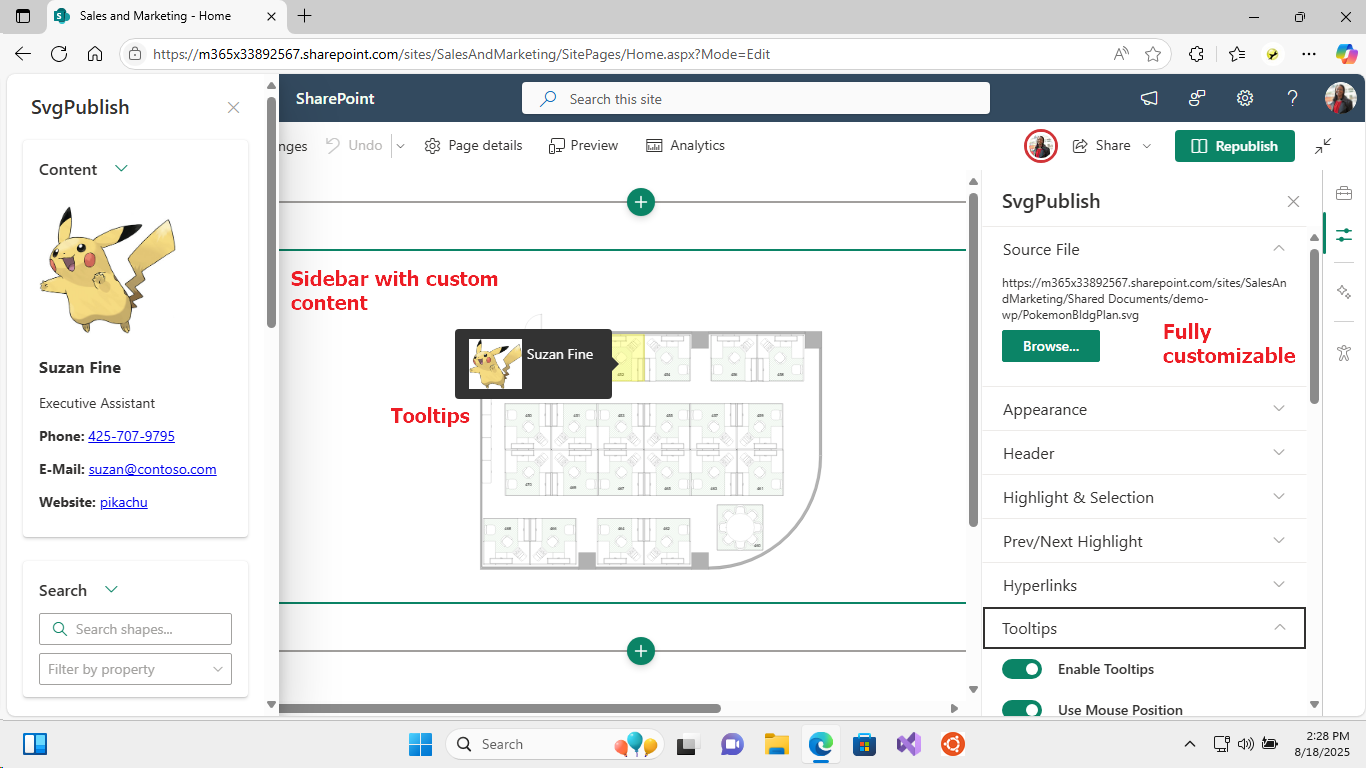 Sales and Marketing - Home
https://m365x33892567.sharepoint.com/sites/SalesAndMarketing/SitePages/Home.aspx?Mode=Edit
SvgPublish
Content
Suzan Fine
Executive Assistant
Phone: 425-707-9795
E-Mail: suzan@contoso.com
Website: pikachu
Search
Search shapes...
Filter by property
SharePoint
Search this site
nges
Undo
Page details
Preview
Analytics
Share
Republish
Sidebar with custom
content
Suzan Fine
Tooltips
SvgPublish
Source File
https://m365x33892567.sharepoint.com/sites/SalesAn
dMarketing/Shared Documents/demo-
wp/PokemonBldgPlan.svg
Browse...
Fully
customizable
Appearance
Header
Highlight & Selection
Prev/Next Highlight
Hyperlinks
Tooltips
Enable Tooltips
Use Mouse Position
Search
2:28 PM
8/18/2025